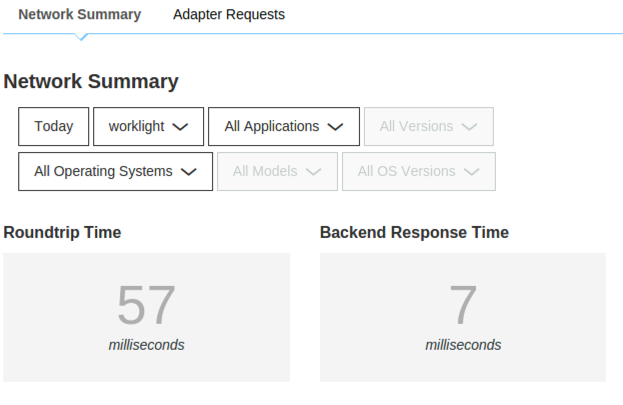 Network Summary Adapter Requests
Network Summary
Today worklight All Applications All Versions
All Operating Systems All Models All OS Versions
Roundtrip Time Backend Response Time
57 7
milliseconds milliseconds